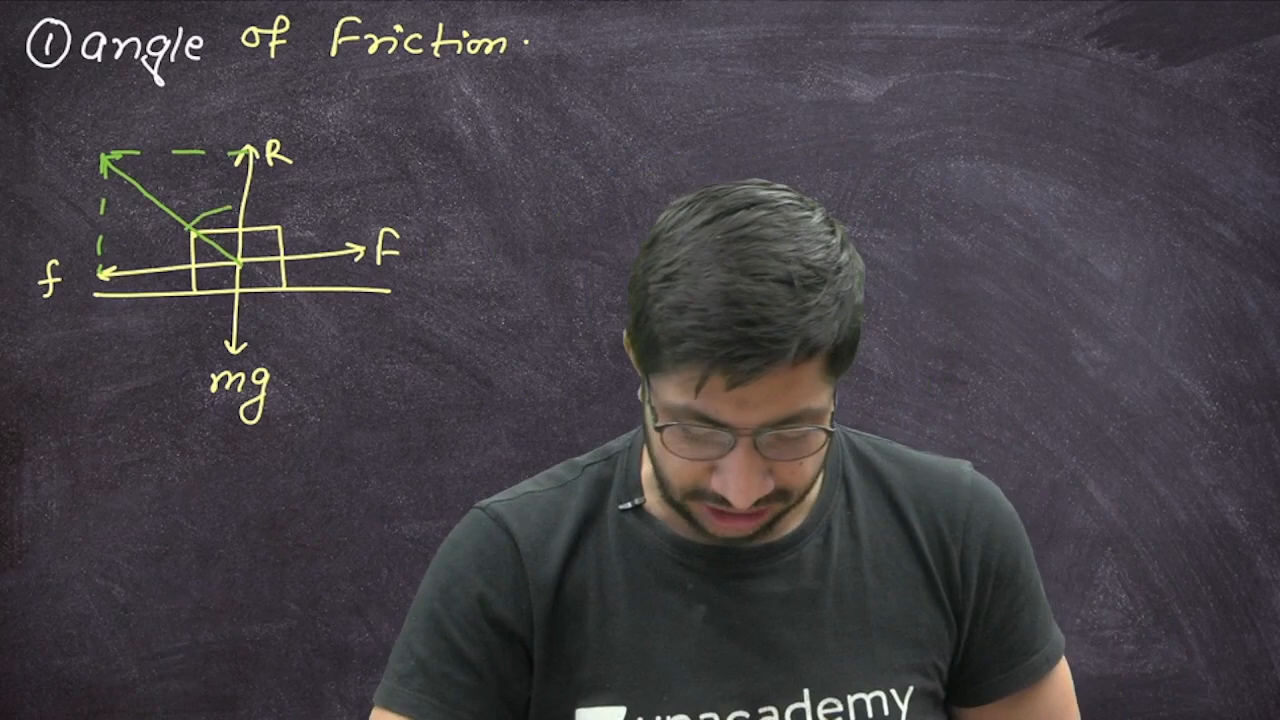 ① angle of Friction.
R
F
f
mg
unacademy